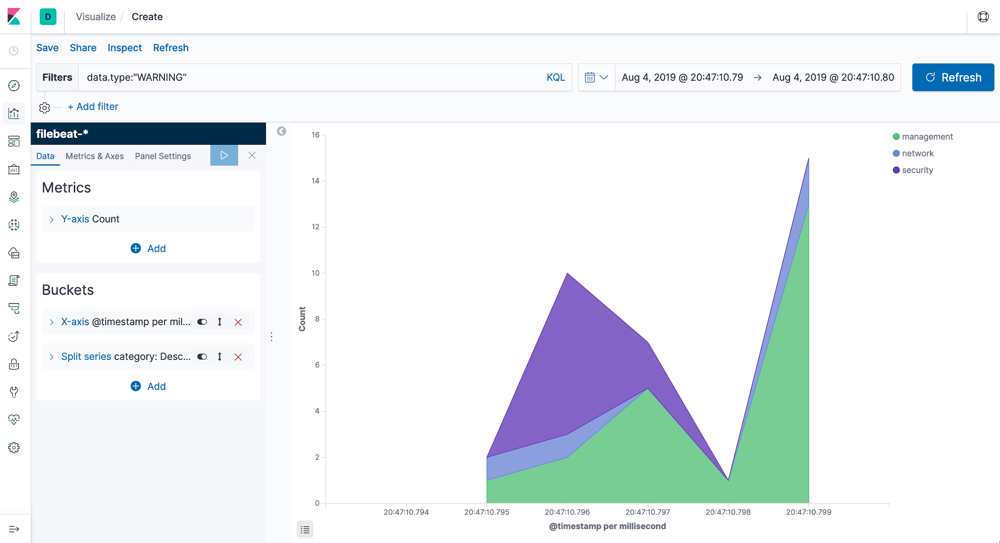 D Visualize / Create
Save Share Inspect Refresh
Filters data.type:"WARNING" KQL Aug 4, 2019 @ 20:47:10.79 → Aug 4, 2019 @ 20:47:10.80 Refresh
+ Add filter
filebeat-*
Data Metrics & Axes Panel Settings
Metrics
Y-axis Count
Add
Buckets
X-axis @timestamp per mil...
Split series category: Desc...
Add
16
14
12
10
8
6
4
2
0
Count
20:47:10.794 20:47:10.795 20:47:10.796 20:47:10.797 20:47:10.798 20:47:10.799
@timestamp per millisecond
management
network
security